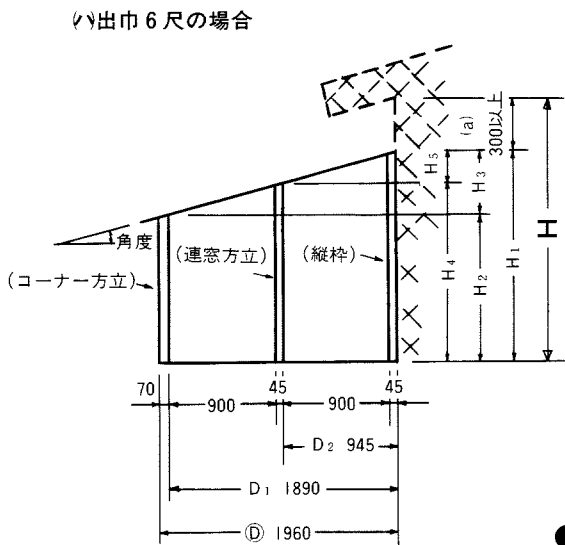 (ハ)出巾6尺の場合
(a)
300以上
H₅
H₃
H
角度
(コーナー方立)
(連窓方立)
(縦枠)
H₄
H₂
H₁
70
45
45
900
900
D₂ 945
D₁ 1890
Ⓓ 1960